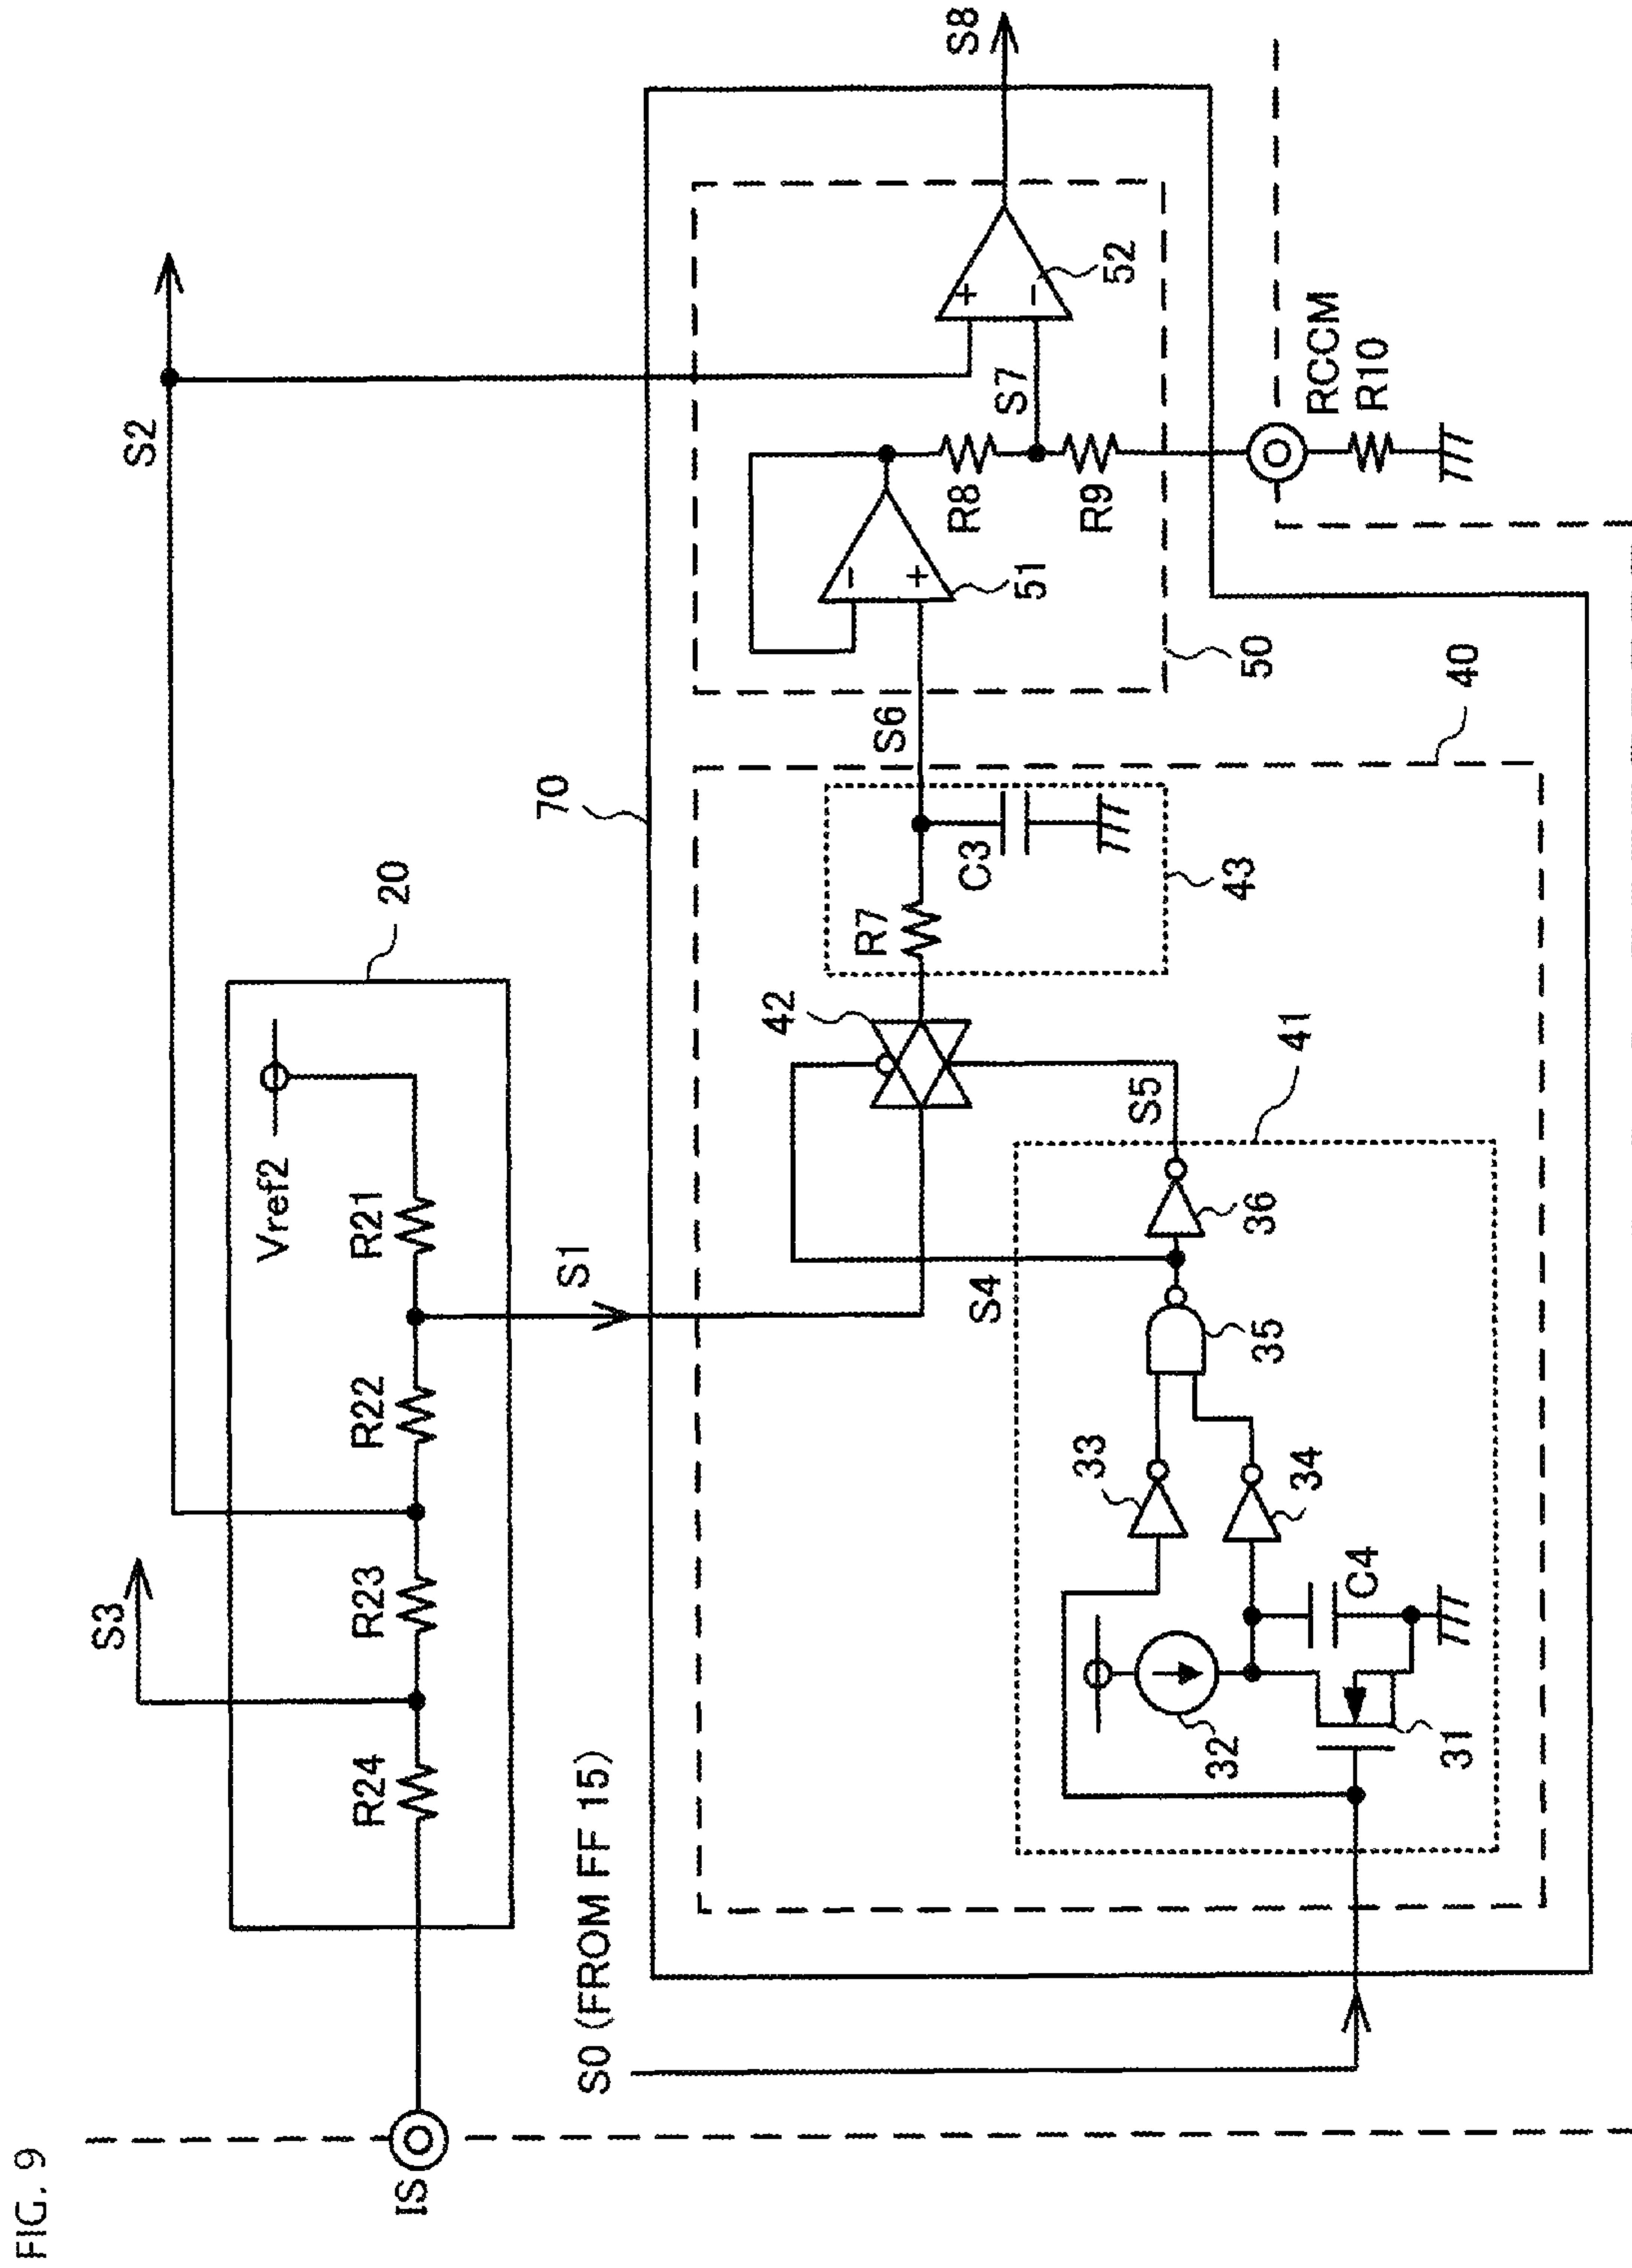 FIG. 9
IS
S3
S2
20
Vref2
R24
R23
R22
R21
S1
S0 (FROM FF 15)
70
S8
40
42
R7
C3
43
S6
50
51
R8
R9
S7
52
RCCM
R10
S4
S5
41
31
32
C4
33
34
35
36
+
-
+
-